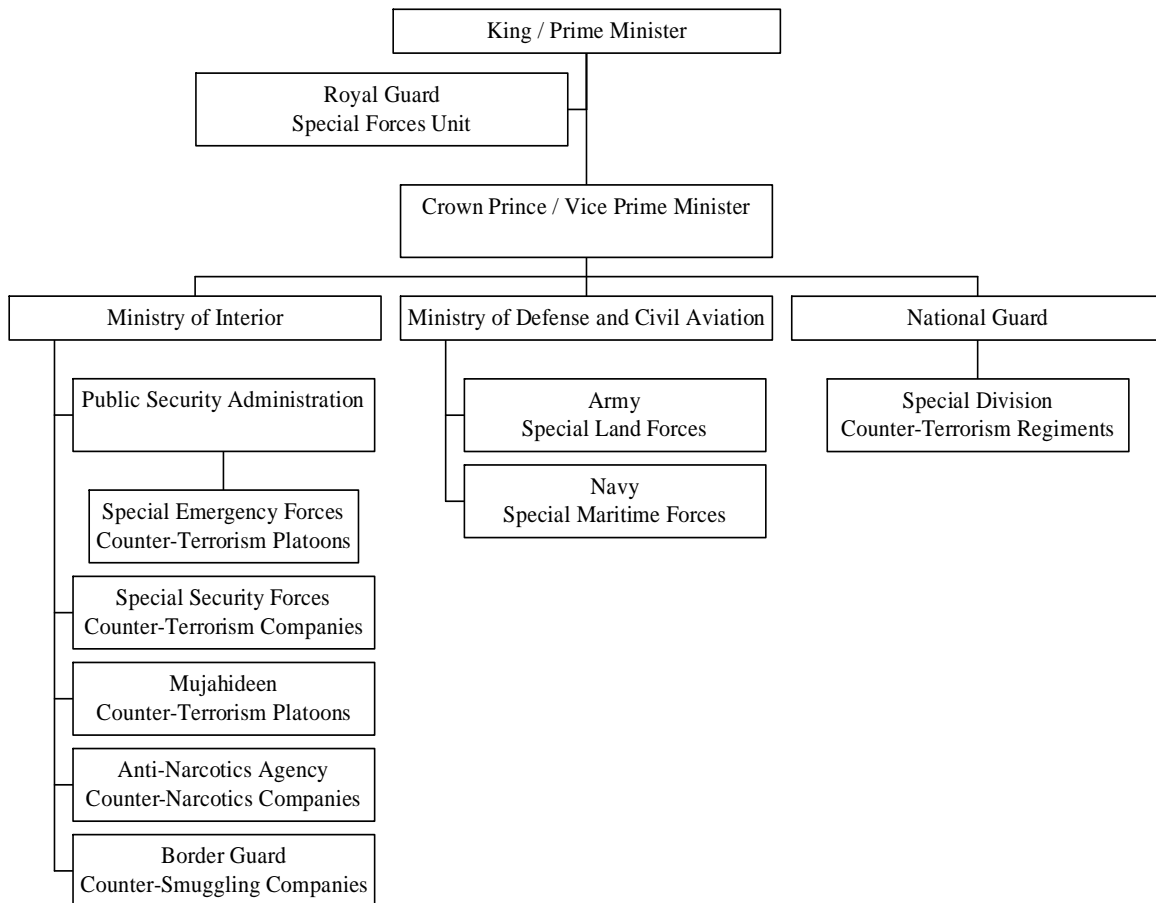 King / Prime Minister
Royal Guard
Special Forces Unit
Crown Prince / Vice Prime Minister
Ministry of Interior
Ministry of Defense and Civil Aviation
National Guard
Public Security Administration
Army
Special Land Forces
Special Division
Counter-Terrorism Regiments
Navy
Special Maritime Forces
Special Emergency Forces
Counter-Terrorism Platoons
Special Security Forces
Counter-Terrorism Companies
Mujahideen
Counter-Terrorism Platoons
Anti-Narcotics Agency
Counter-Narcotics Companies
Border Guard
Counter-Smuggling Companies